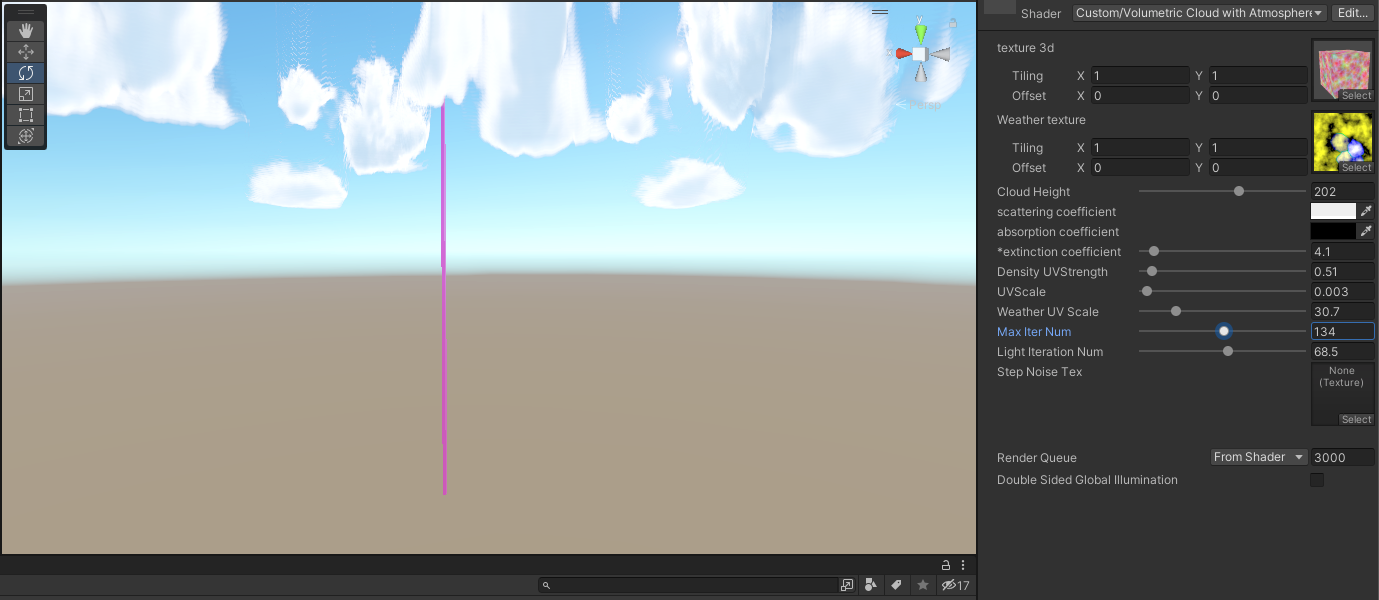 Shader Custom/Volumetric Cloud with Atmosphere Edit...
texture 3d
Tiling X 1 Y 1
Offset X 0 Y 0
Select
Weather texture
Tiling X 1 Y 1
Offset X 0 Y 0
Select
Cloud Height 202
scattering coefficient
absorption coefficient
*extinction coefficient 4.1
Density UVStrength 0.51
UVScale 0.003
Weather UV Scale 30.7
Max Iter Num 134
Light Iteration Num 68.5
Step Noise Tex None
(Texture)
Select
Render Queue From Shader 3000
Double Sided Global Illumination
y
Persp
17